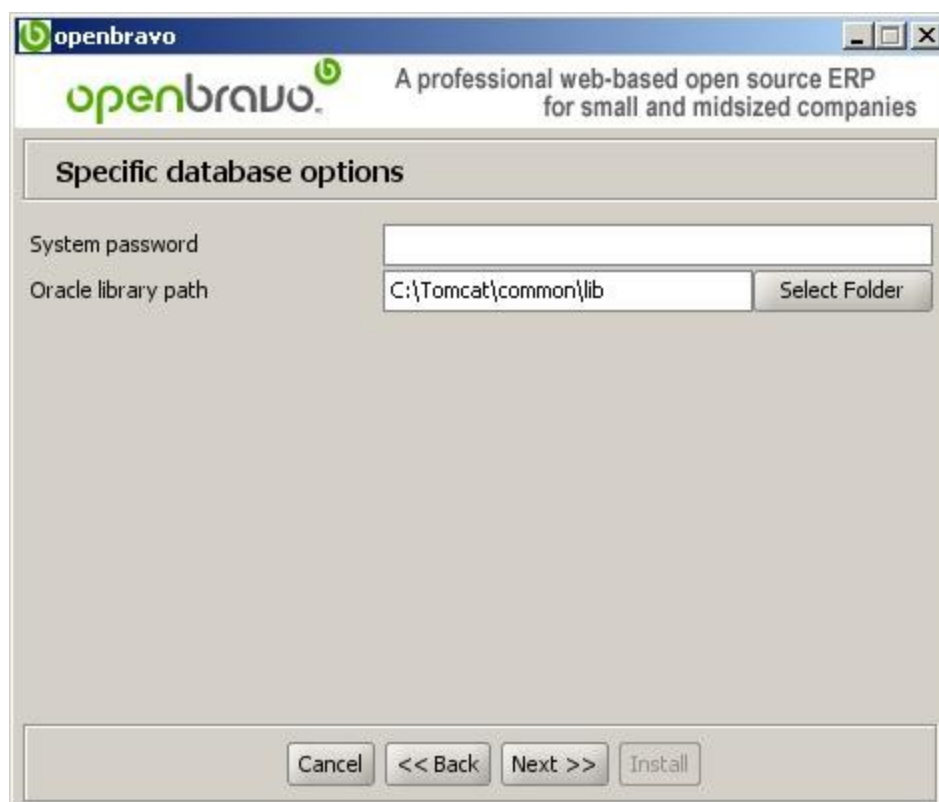 openbravo
openbravo.
A professional web-based open source ERP
for small and midsized companies
Specific database options
System password
Oracle library path
C:\Tomcat\common\lib
Select Folder
Cancel
<< Back
Next >>
Install